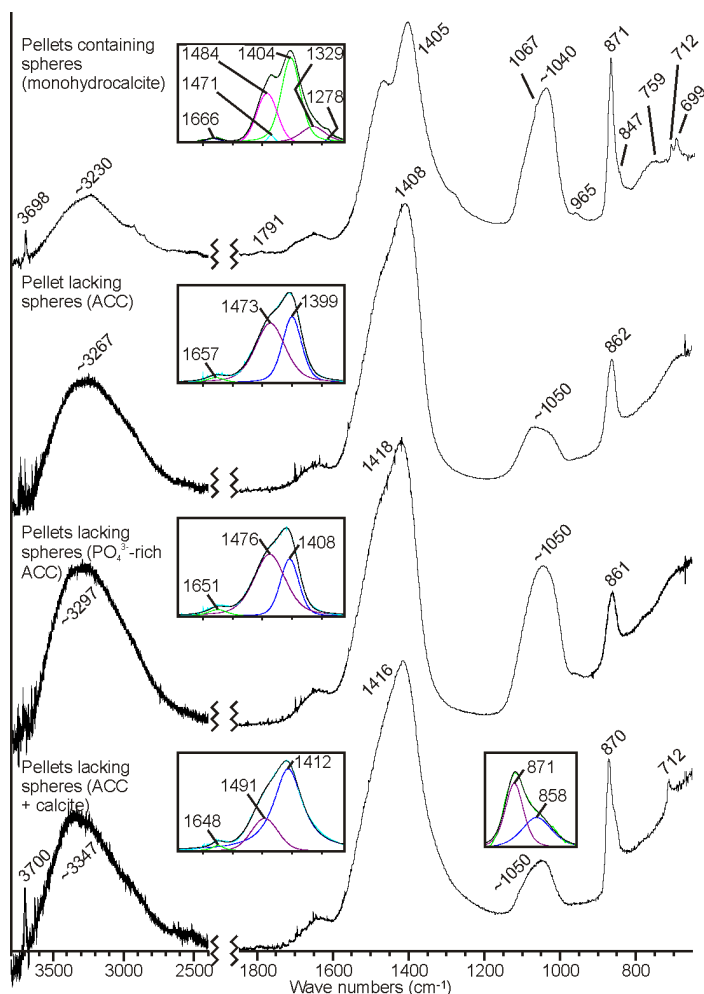 Pellets containing
spheres
(monohydrocalcite)
1484 1404 1329
1471 1278
1666
1405
1067 ~1040 871 712
847 759 699
965
3698 ~3230 1791
Pellet lacking
spheres (ACC)
1473 1399
1657
1408
~3267
~1050 862
Pellets lacking
spheres (PO₄³⁻-rich
ACC)
1476 1408
1651
1418
~3297
~1050 861
Pellets lacking
spheres (ACC
+ calcite)
1491 1412
1648
1416
871
858
870 712
3700 ~3347
~1050
3500 3000 2500 1800 1600 1400 1200 1000 800
Wave numbers (cm⁻¹)